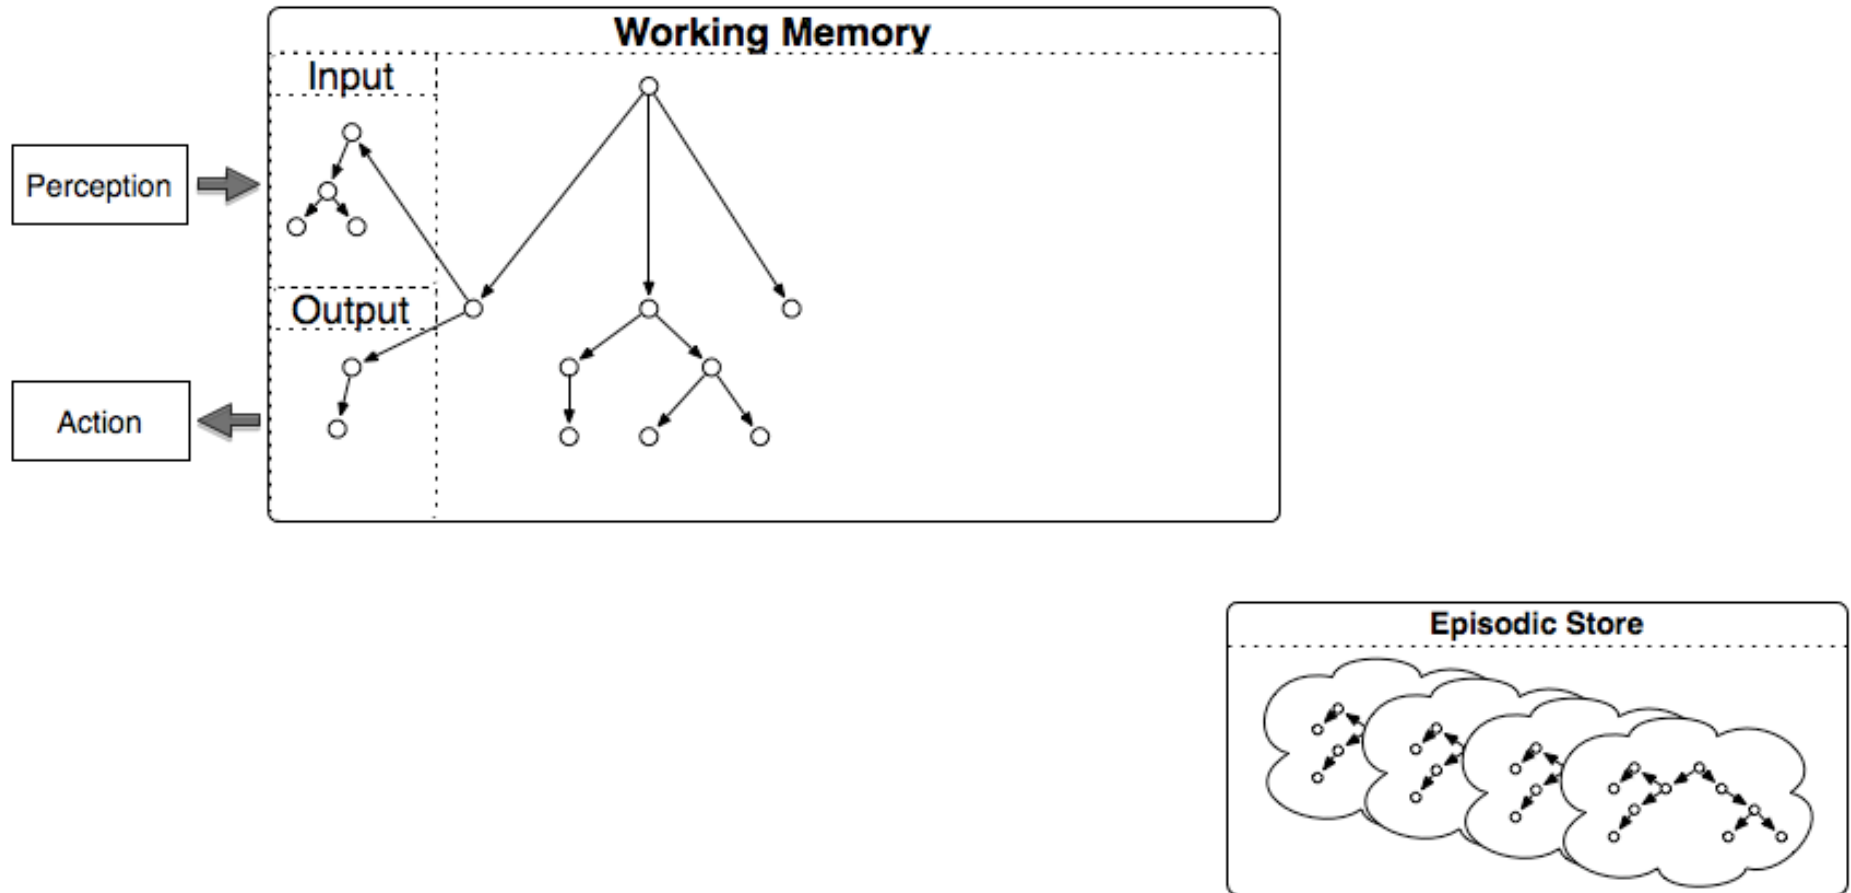 Working Memory
Input
Perception
Output
Action
Episodic Store